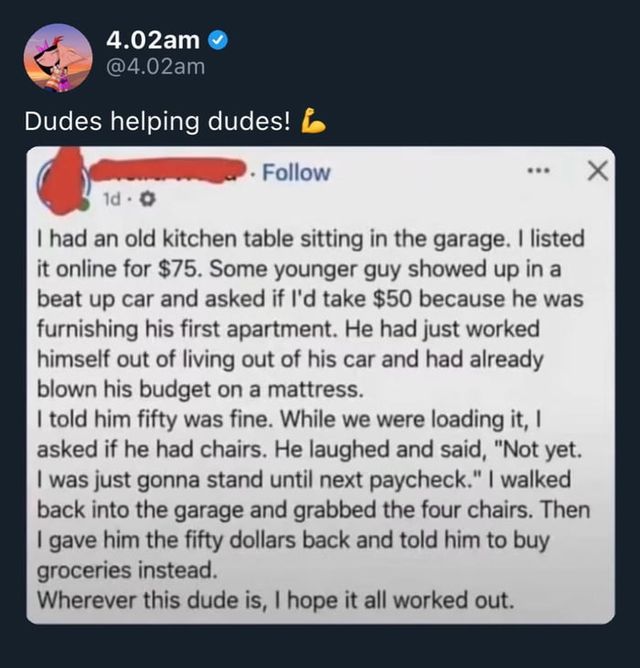 4.02am
@4.02am
Dudes helping dudes! 💪
· Follow
1d ·
I had an old kitchen table sitting in the garage. I listed
it online for $75. Some younger guy showed up in a
beat up car and asked if I'd take $50 because he was
furnishing his first apartment. He had just worked
himself out of living out of his car and had already
blown his budget on a mattress.
I told him fifty was fine. While we were loading it, I
asked if he had chairs. He laughed and said, "Not yet.
I was just gonna stand until next paycheck." I walked
back into the garage and grabbed the four chairs. Then
I gave him the fifty dollars back and told him to buy
groceries instead.
Wherever this dude is, I hope it all worked out.